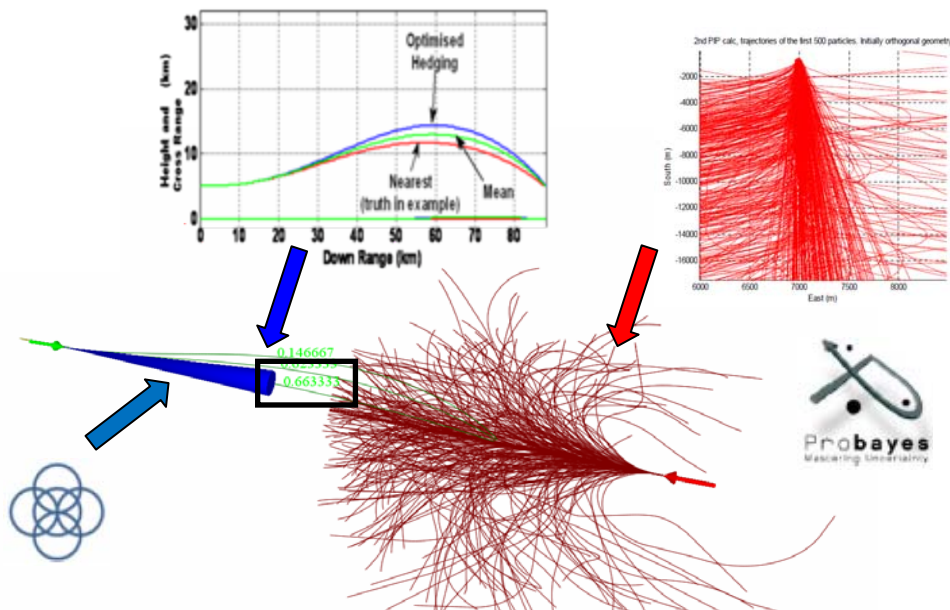 Height and (km)
Cross Range
30
20
10
0
Optimised
Hedging
Nearest
(truth in example)
Mean
0 10 20 30 40 50 60 70 80
Down Range (km)
2nd PIP calc, trajectories of the first 500 particles. Initially orthogonal geometry
South (m)
-2000
-4000
-6000
-8000
-10000
-12000
-14000
-16000
6000 6500 7000 7500 8000
East (m)
0.146667
0.663333
Probayes
Mastering Uncertainty